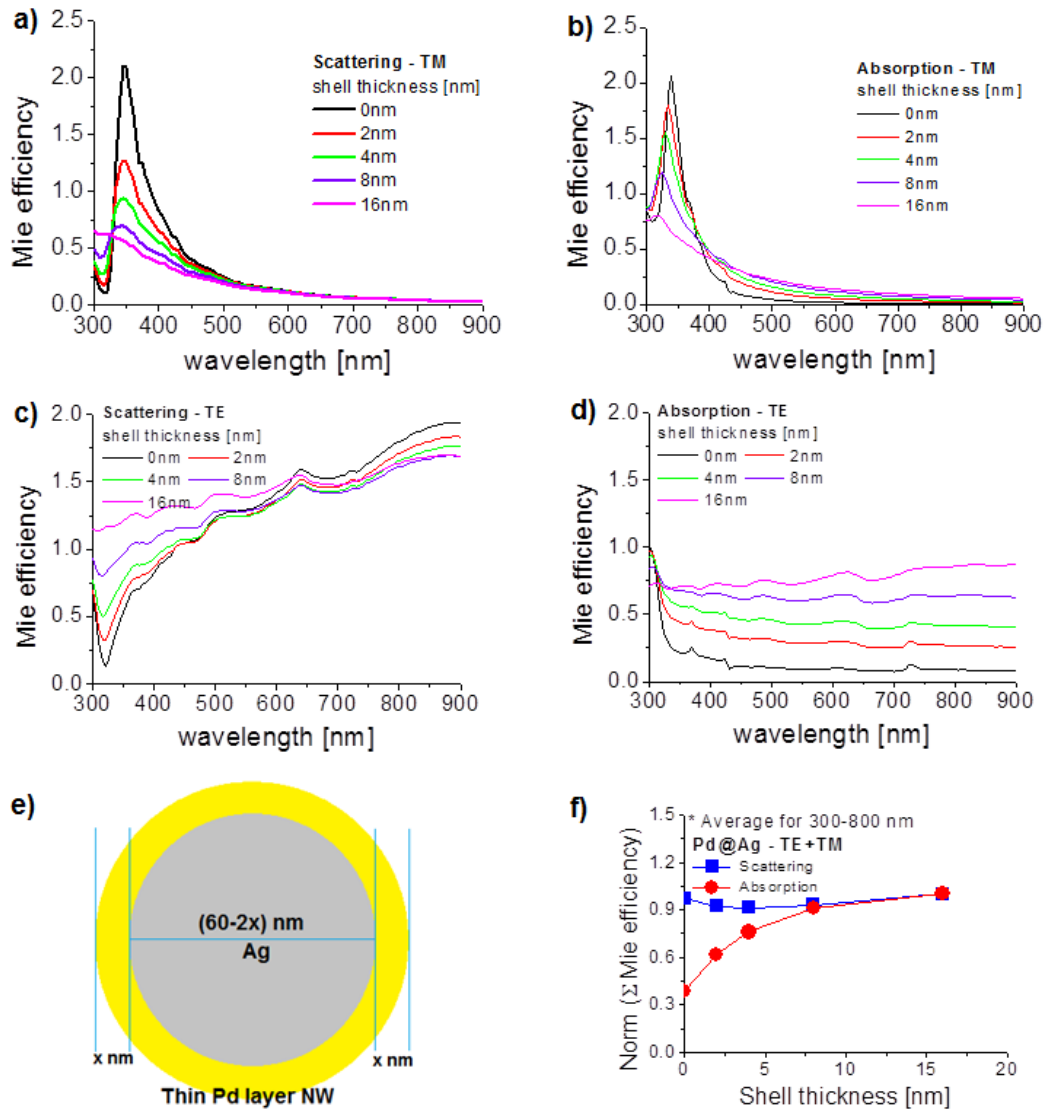 a)
Scattering - TM
shell thickness [nm]
0nm
2nm
4nm
8nm
16nm
Mie efficiency
2.5
2.0
1.5
1.0
0.5
0.0
300 400 500 600 700 800 900
wavelength [nm]
b)
Absorption - TM
shell thickness [nm]
0nm
2nm
4nm
8nm
16nm
Mie efficiency
2.5
2.0
1.5
1.0
0.5
0.0
300 400 500 600 700 800 900
wavelength [nm]
c)
Scattering - TE
shell thickness [nm]
0nm 2nm
4nm 8nm
16nm
Mie efficiency
2.0
1.5
1.0
0.5
0.0
300 400 500 600 700 800 900
wavelength [nm]
d)
Absorption - TE
shell thickness [nm]
0nm 2nm
4nm 8nm
16nm
Mie efficiency
2.0
1.5
1.0
0.5
0.0
300 400 500 600 700 800 900
wavelength [nm]
e)
(60-2x) nm
Ag
x nm x nm
Thin Pd layer NW
f)
* Average for 300-800 nm
Pd@Ag - TE+TM
Scattering
Absorption
Norm (Σ Mie efficiency)
1.5
1.2
0.9
0.6
0.3
0.0
0 5 10 15 20
Shell thickness [nm]